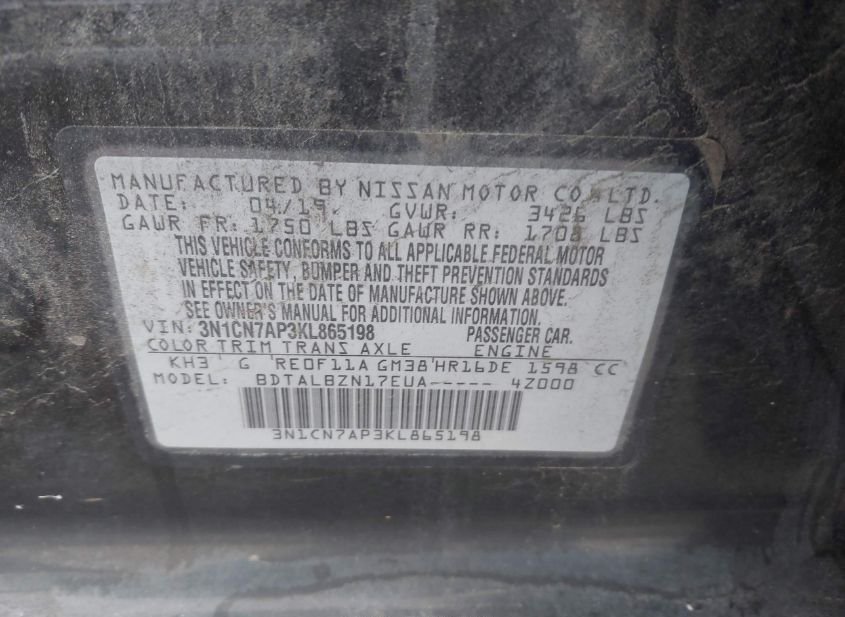 MANUFACTURED BY NISSAN MOTOR CO., LTD.
DATE: 04/19 GVWR: 3426 LBS
GAWR FR: 1750 LBS GAWR RR: 1708 LBS
THIS VEHICLE CONFORMS TO ALL APPLICABLE FEDERAL MOTOR
VEHICLE SAFETY, BUMPER AND THEFT PREVENTION STANDARDS
IN EFFECT ON THE DATE OF MANUFACTURE SHOWN ABOVE.
SEE OWNER'S MANUAL FOR ADDITIONAL INFORMATION.
VIN: 3N1CN7AP3KL865198 PASSENGER CAR.
COLOR TRIM TRANS AXLE ENGINE
KH3 G RE0F11A GM38 HR16DE 1598 CC
MODEL: BDTALBZN17EUA----- 4Z000
3N1CN7AP3KL865198